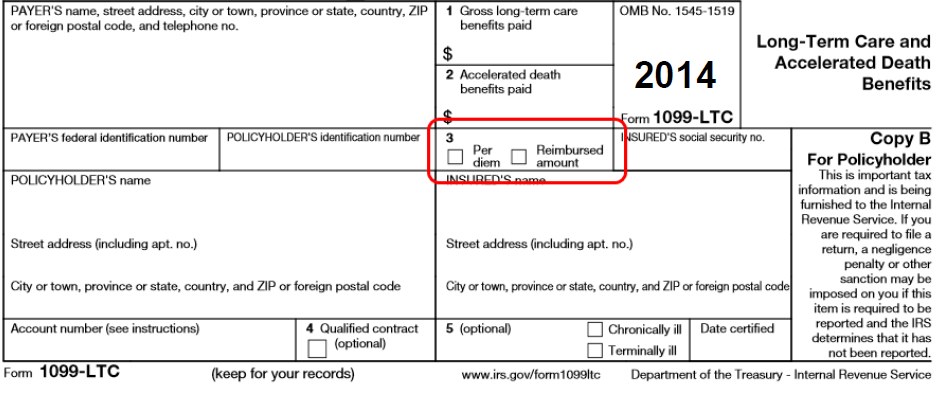 PAYER'S name, street address, city or town, province or state, country, ZIP
or foreign postal code, and telephone no.
1 Gross long-term care
benefits paid
$
2 Accelerated death
benefits paid
$
OMB No. 1545-1519
2014
Form 1099-LTC
Long-Term Care and
Accelerated Death
Benefits
PAYER'S federal identification number
POLICYHOLDER'S identification number
3
Per
diem
Reimbursed
amount
INSURED'S social security no.
Copy B
For Policyholder
This is important tax
information and is being
furnished to the Internal
Revenue Service. If you
are required to file a
return, a negligence
penalty or other
sanction may be
imposed on you if this
item is required to be
reported and the IRS
determines that it has
not been reported.
POLICYHOLDER'S name
INSURED'S name
Street address (including apt. no.)
Street address (including apt. no.)
City or town, province or state, country, and ZIP or foreign postal code
City or town, province or state, country, and ZIP or foreign postal code
Account number (see instructions)
4 Qualified contract
(optional)
5 (optional)
Chronically ill
Terminally ill
Date certified
Form 1099-LTC
(keep for your records)
www.irs.gov/form1099ltc
Department of the Treasury - Internal Revenue Service